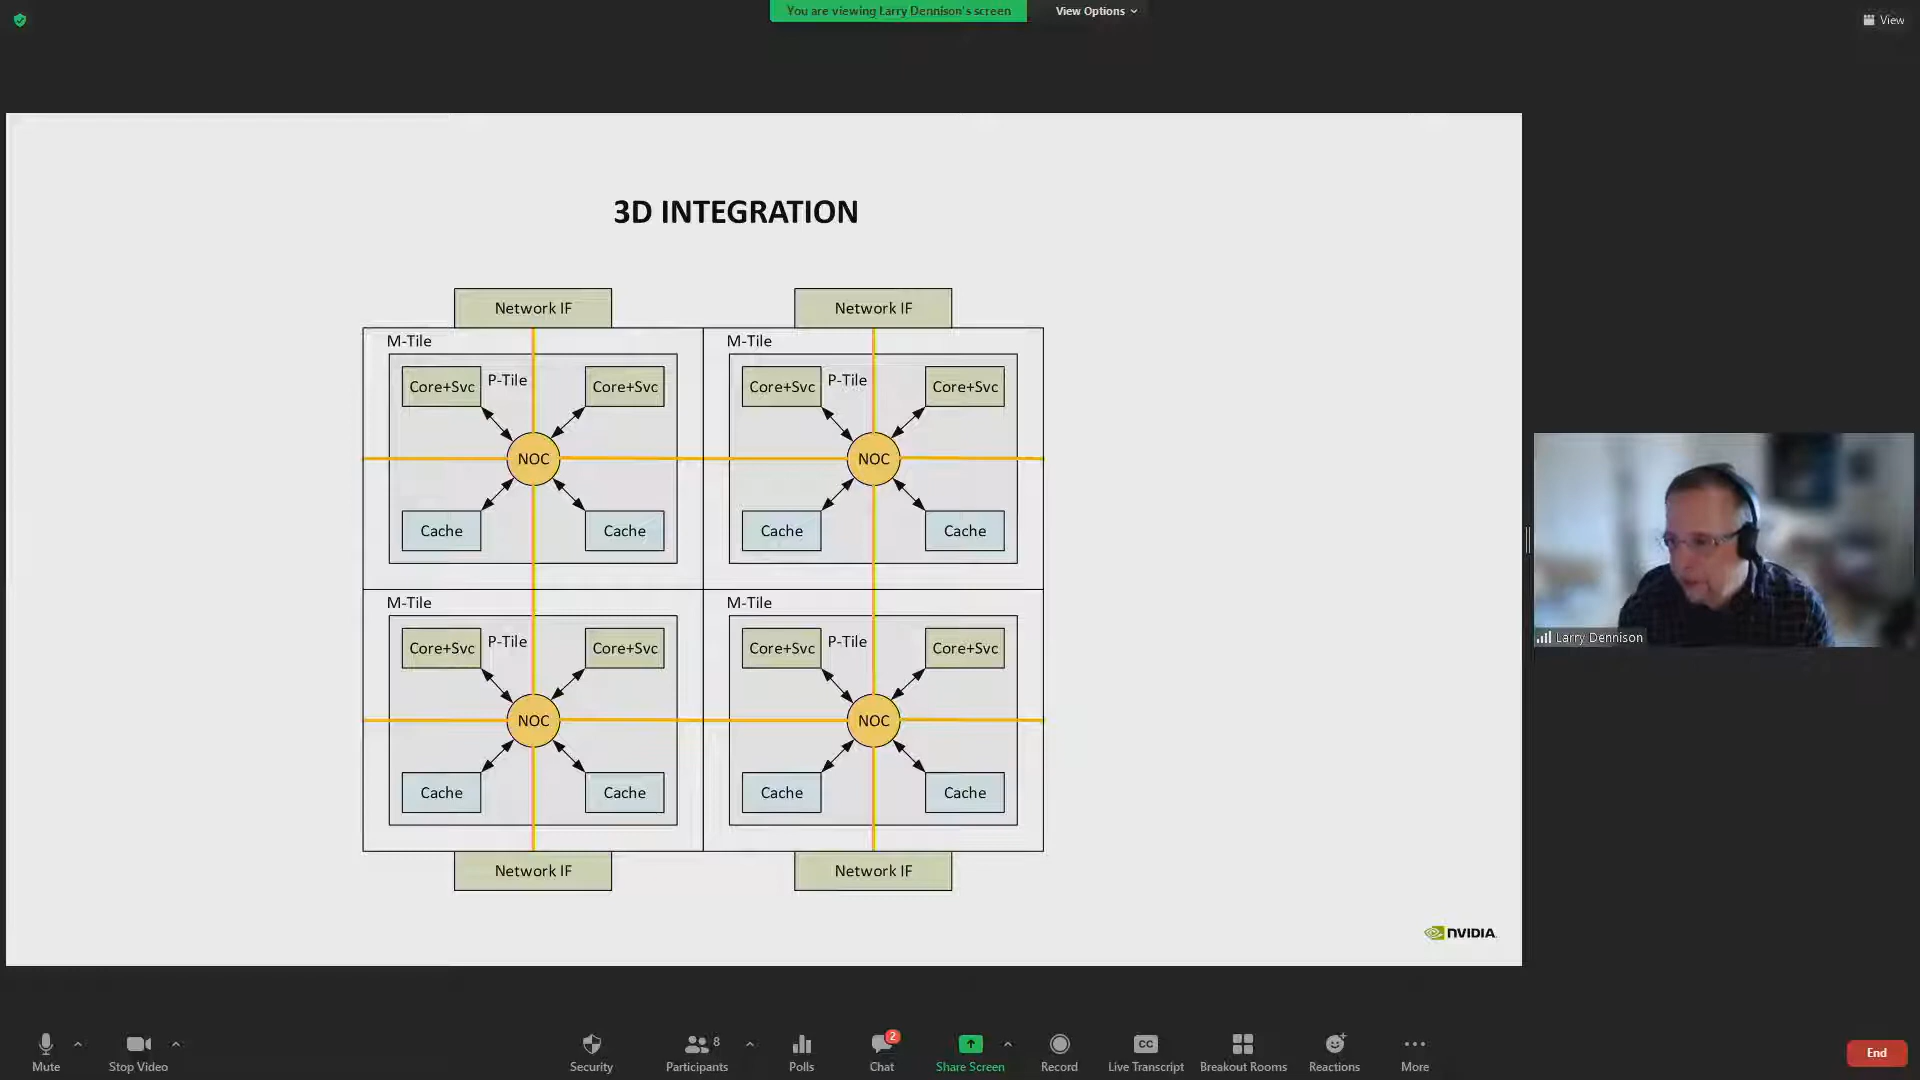 You are viewing Larry Dennison's screen
View Options
View
3D INTEGRATION
Network IF
Network IF
M-Tile
M-Tile
Core+Svc
P-Tile
Core+Svc
Core+Svc
P-Tile
Core+Svc
NOC
NOC
Cache
Cache
Cache
Cache
M-Tile
M-Tile
Core+Svc
P-Tile
Core+Svc
Core+Svc
P-Tile
Core+Svc
NOC
NOC
Cache
Cache
Cache
Cache
Network IF
Network IF
NVIDIA
Larry Dennison
Mute
Stop Video
Security
8
Participants
Polls
2
Chat
Share Screen
Record
CC
Live Transcript
Breakout Rooms
Reactions
More
End